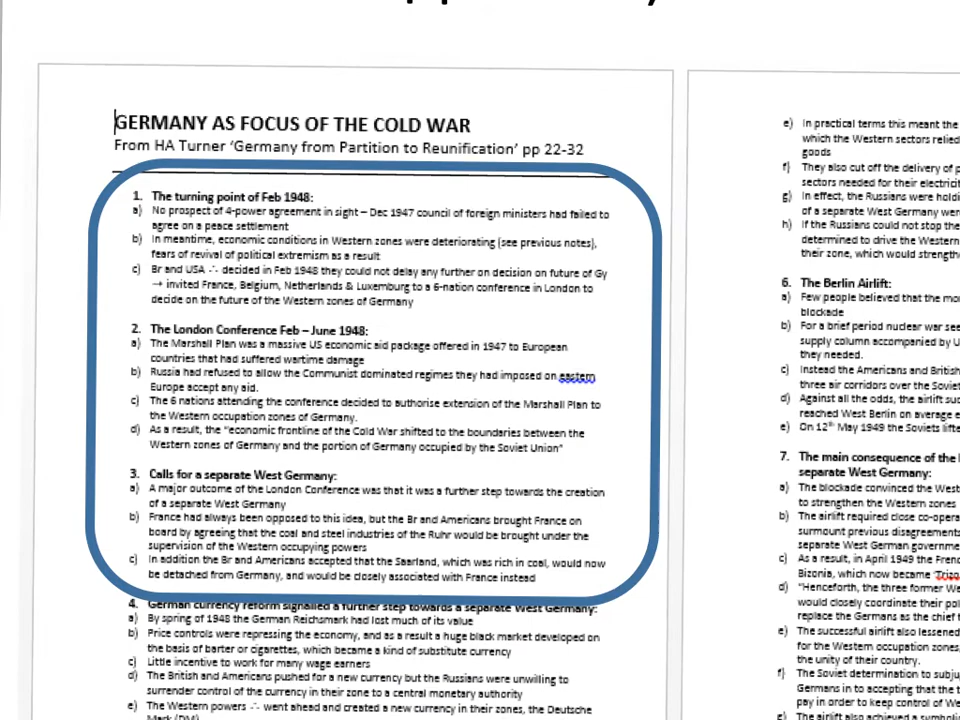 GERMANY AS FOCUS OF THE COLD WAR
From HA Turner ‘Germany from Partition to Reunification’ pp 22-32
1. The turning point of Feb 1948:
a) No prospect of 4-power agreement in sight – Dec 1947 council of foreign ministers had failed to
agree on a peace settlement
b) In meantime, economic conditions in Western zones were deteriorating (see previous notes),
fears of revival of political extremism as a result
c) Br and USA ∴ decided in Feb 1948 they could not delay any further on decision on future of Gy
→ invited France, Belgium, Netherlands & Luxemburg to a 6-nation conference in London to
decide on the future of the Western zones of Germany
2. The London Conference Feb – June 1948:
a) The Marshall Plan was a massive US economic aid package offered in 1947 to European
countries that had suffered wartime damage
b) Russia had refused to allow the Communist dominated regimes they had imposed on eastern
Europe accept any aid.
c) The 6 nations attending the conference decided to authorise extension of the Marshall Plan to
the Western occupation zones of Germany.
d) As a result, the “economic frontline of the Cold War shifted to the boundaries between the
Western zones of Germany and the portion of Germany occupied by the Soviet Union”
3. Calls for a separate West Germany:
a) A major outcome of the London Conference was that it was a further step towards the creation
of a separate West Germany
b) France had always been opposed to this idea, but the Br and Americans brought France on
board by agreeing that the coal and steel industries of the Ruhr would be brought under the
supervision of the Western occupying powers
c) In addition the Br and Americans accepted that the Saarland, which was rich in coal, would now
be detached from Germany, and would be closely associated with France instead
4. German currency reform signalled a further step towards a separate West Germany:
a) By spring of 1948 the German Reichsmark had lost much of its value
b) Price controls were repressing the economy, and as a result a huge black market developed on
the basis of barter or cigarettes, which became a kind of substitute currency
c) Little incentive to work for many wage earners
d) The British and Americans pushed for a new currency but the Russians were unwilling to
surrender control of the currency in their zone to a central monetary authority
e) The Western powers ∴ went ahead and created a new currency in their zones, the Deutsche
Mark (DM)
e) In practical terms this meant the
which the Western sectors relied
goods
f) They also cut off the delivery of
sectors needed for their
g) In effect, the Russians were
of a separate West Germany
h) If the Russians could not stop the
determined to drive the Western
their zone, which would
6. The Berlin Airlift:
a) Few people believed that the
blockade
b) For a brief period nuclear war
supply column accompanied by
they needed.
c) Instead the Americans and British
three air corridors over the
d) Against all the odds, the airlift
reached West Berlin on average
e) On 12th May 1949 the Soviets
7. The main consequence of the
separate West Germany:
a) The blockade convinced the
to strengthen the Western zones
b) The airlift required close
surmount previous disagreements
separate West German
c) As a result, in April 1949 the
Bizonia, which now became
d) “Henceforth, the three former
would closely coordinate their
replace the Germans as the chief
e) The successful airlift also lessened
for the Western occupation zones,
the unity of their country.
f) The Soviet determination to
Germans in to accepting that the
pay in order to keep control of
g) The airlift also achieved a